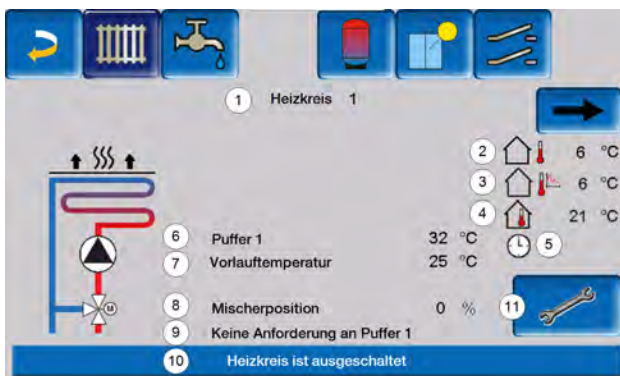 1 Heizkreis 1
2 6 °C
3 6 °C
4 21 °C
5
6 Puffer 1 32 °C
7 Vorlauftemperatur 25 °C
8 Mischerposition 0 %
11
9 Keine Anforderung an Puffer 1
10 Heizkreis ist ausgeschaltet
M